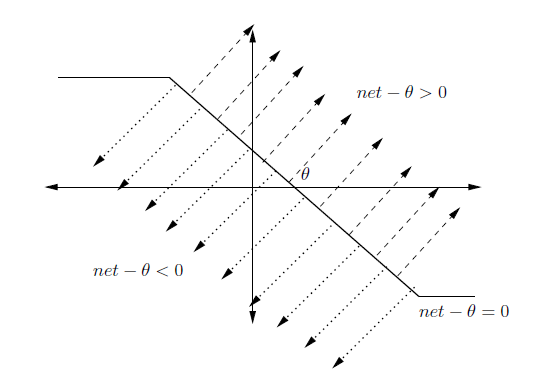 net − θ > 0
θ
net − θ < 0
net − θ = 0